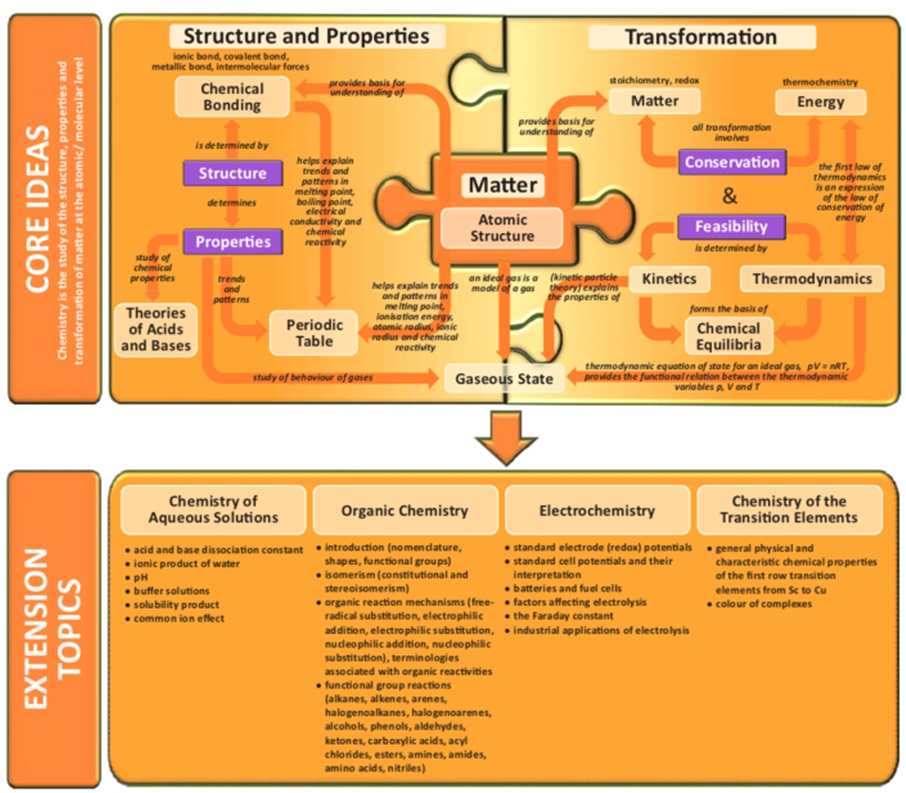 CORE IDEAS
Chemistry is the study of the structure, properties and
transformation of matter at the atomic/ molecular level
Structure and Properties
ionic bond, covalent bond,
metallic bond, intermolecular forces
Chemical
Bonding
provides basis for
understanding of
is determined by
Structure
determines
Properties
helps explain
trends and
patterns in
melting point,
boiling point,
electrical
conductivity and
chemical
reactivity
study of
chemical
properties
trends
and
patterns
Theories
of Acids
and Bases
Periodic
Table
helps explain trends
and patterns in
melting point,
ionisation energy,
atomic radius, ionic
radius and chemical
reactivity
study of behaviour of gases
Matter
Atomic
Structure
an ideal gas is a
model of a gas
Gaseous State
Transformation
stoichiometry, redox
Matter
thermochemistry
Energy
provides basis for
understanding of
all transformation
involves
Conservation
&
Feasibility
is determined by
the first law of
thermodynamics
is an expression
of the law of
conservation of
energy
(kinetic particle
theory) explains
the properties of
Kinetics
Thermodynamics
forms the basis of
Chemical
Equilibria
thermodynamic equation of state for an ideal gas, pV = nRT,
provides the functional relation between the thermodynamic
variables p, V and T
EXTENSION
TOPICS
Chemistry of
Aqueous Solutions
• acid and base dissociation constant
• ionic product of water
• pH
• buffer solutions
• solubility product
• common ion effect
Organic Chemistry
• introduction (nomenclature,
shapes, functional groups)
• isomerism (constitutional and
stereoisomerism)
• organic reaction mechanisms (free-
radical substitution, electrophilic
addition, electrophilic substitution,
nucleophilic addition, nucleophilic
substitution), terminologies
associated with organic reactivities
• functional group reactions
(alkanes, alkenes, arenes,
halogenoalkanes, halogenoarenes,
alcohols, phenols, aldehydes,
ketones, carboxylic acids, acyl
chlorides, esters, amines, amides,
amino acids, nitriles)
Electrochemistry
• standard electrode (redox) potentials
• standard cell potentials and their
interpretation
• batteries and fuel cells
• factors affecting electrolysis
• the Faraday constant
• industrial applications of electrolysis
Chemistry of the
Transition Elements
• general physical and
characteristic chemical properties
of the first row transition
elements from Sc to Cu
• colour of complexes